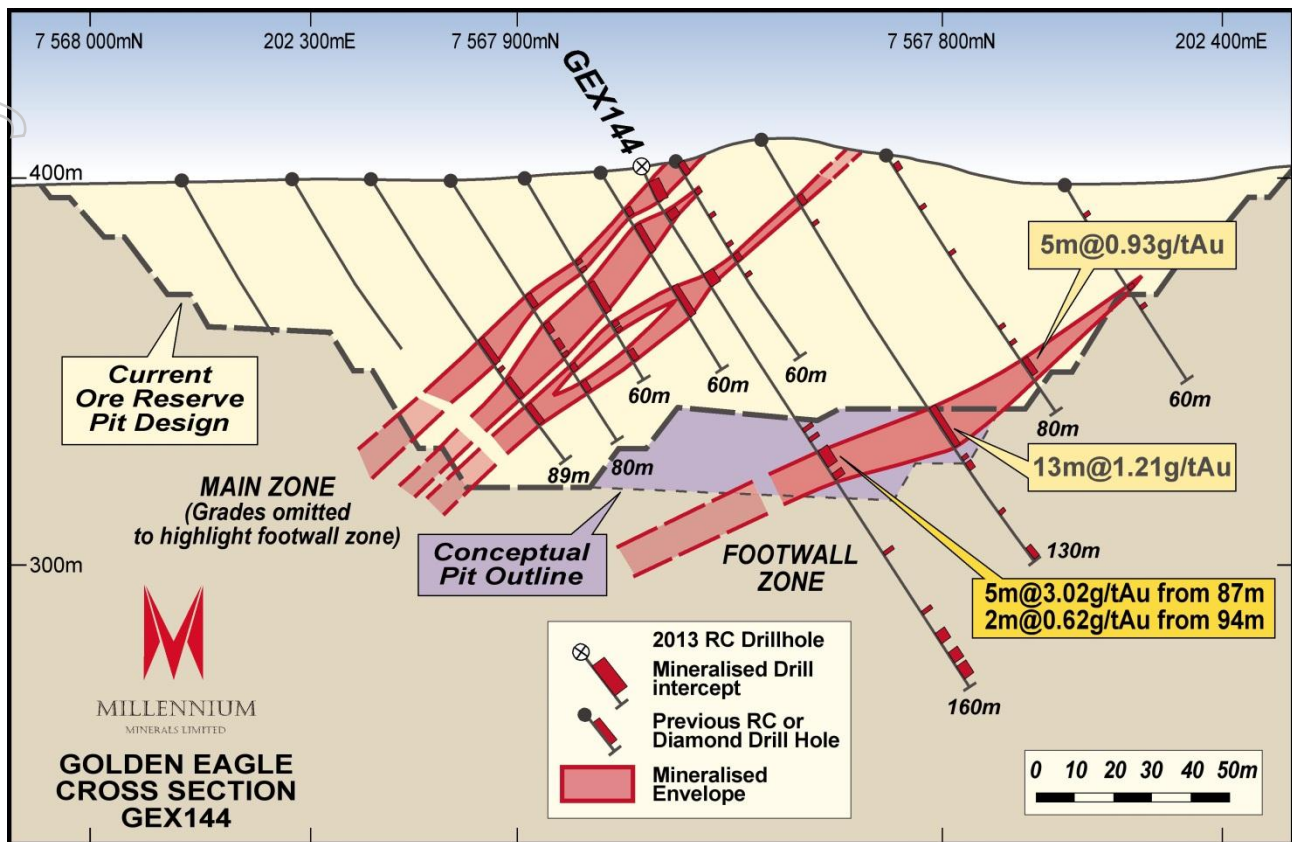 7 568 000mN
202 300mE
7 567 900mN
7 567 800mN
202 400mE
GEX144
400m
5m@0.93g/tAu
Current
Ore Reserve
Pit Design
60m
60m
60m
60m
80m
13m@1.21g/tAu
89m
80m
MAIN ZONE
(Grades omitted
to highlight footwall zone)
Conceptual
Pit Outline
FOOTWALL
ZONE
130m
300m
5m@3.02g/tAu from 87m
2m@0.62g/tAu from 94m
160m
2013 RC Drillhole
Mineralised Drill
intercept
Previous RC or
Diamond Drill Hole
Mineralised
Envelope
MILLENNIUM
MINERALS LIMITED
GOLDEN EAGLE
CROSS SECTION
GEX144
0 10 20 30 40 50m